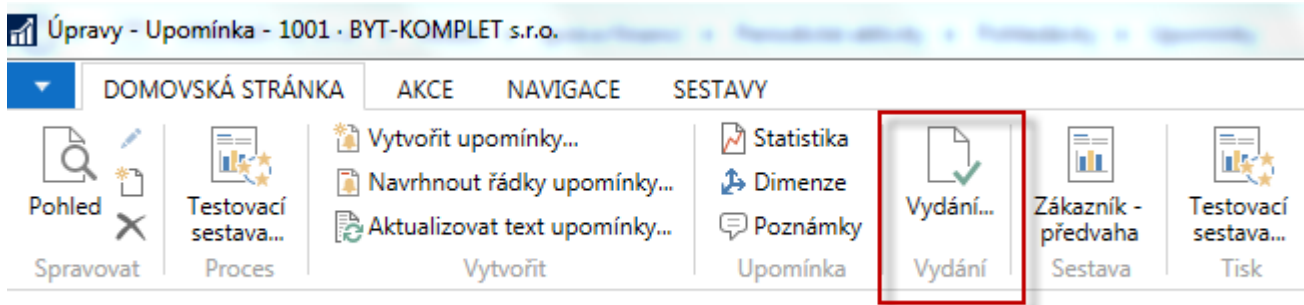 Úpravy - Upomínka - 1001 · BYT-KOMPLET s.r.o.
DOMOVSKÁ STRÁNKA AKCE NAVIGACE SESTAVY
Pohled
Spravovat
Testovací
sestava...
Proces
Vytvořit upomínky...
Navrhnout řádky upomínky...
Aktualizovat text upomínky...
Vytvořit
Statistika
Dimenze
Poznámky
Upomínka
Vydání...
Vydání
Zákazník -
předvaha
Sestava
Testovací
sestava...
Tisk